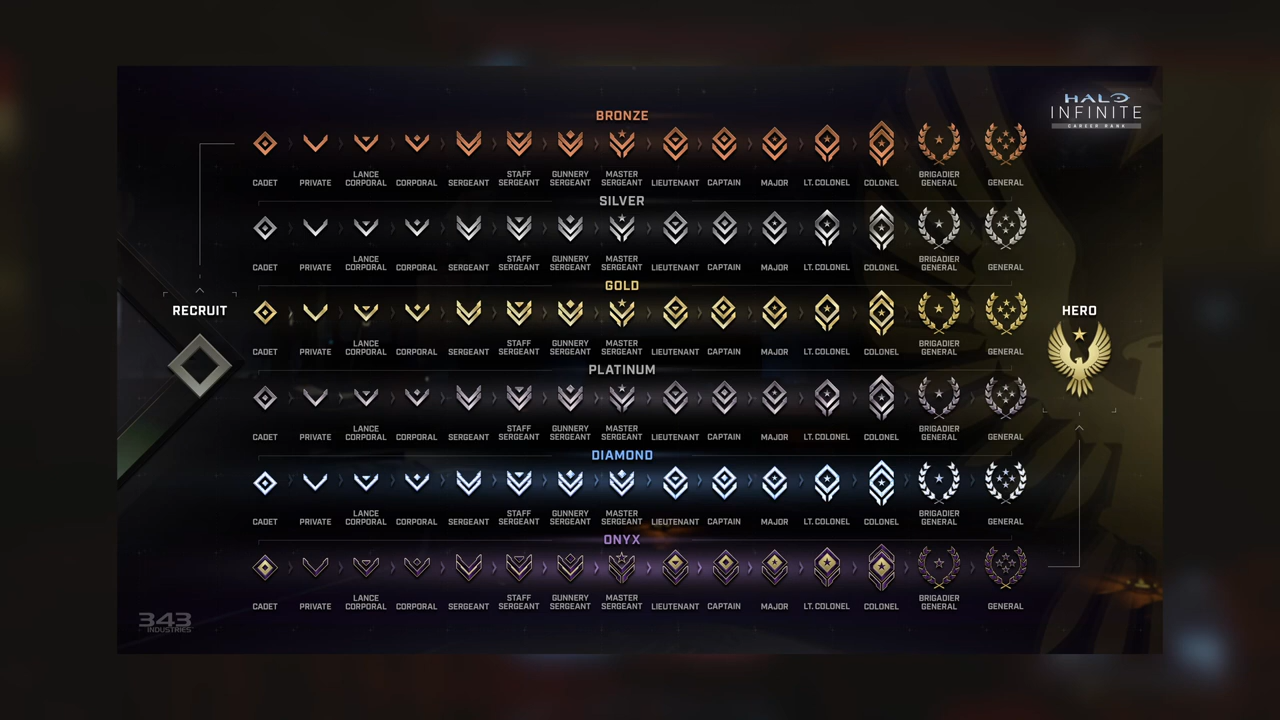 HALO
INFINITE
CAREER RANK
BRONZE
CADET PRIVATE LANCE CORPORAL CORPORAL SERGEANT STAFF SERGEANT GUNNERY SERGEANT MASTER SERGEANT LIEUTENANT CAPTAIN MAJOR LT. COLONEL COLONEL BRIGADIER GENERAL GENERAL
SILVER
CADET PRIVATE LANCE CORPORAL CORPORAL SERGEANT STAFF SERGEANT GUNNERY SERGEANT MASTER SERGEANT LIEUTENANT CAPTAIN MAJOR LT. COLONEL COLONEL BRIGADIER GENERAL GENERAL
RECRUIT
GOLD
HERO
CADET PRIVATE LANCE CORPORAL CORPORAL SERGEANT STAFF SERGEANT GUNNERY SERGEANT MASTER SERGEANT LIEUTENANT CAPTAIN MAJOR LT. COLONEL COLONEL BRIGADIER GENERAL GENERAL
PLATINUM
CADET PRIVATE LANCE CORPORAL CORPORAL SERGEANT STAFF SERGEANT GUNNERY SERGEANT MASTER SERGEANT LIEUTENANT CAPTAIN MAJOR LT. COLONEL COLONEL BRIGADIER GENERAL GENERAL
DIAMOND
CADET PRIVATE LANCE CORPORAL CORPORAL SERGEANT STAFF SERGEANT GUNNERY SERGEANT MASTER SERGEANT LIEUTENANT CAPTAIN MAJOR LT. COLONEL COLONEL BRIGADIER GENERAL GENERAL
ONYX
CADET PRIVATE LANCE CORPORAL CORPORAL SERGEANT STAFF SERGEANT GUNNERY SERGEANT MASTER SERGEANT LIEUTENANT CAPTAIN MAJOR LT. COLONEL COLONEL BRIGADIER GENERAL GENERAL
343
INDUSTRIES